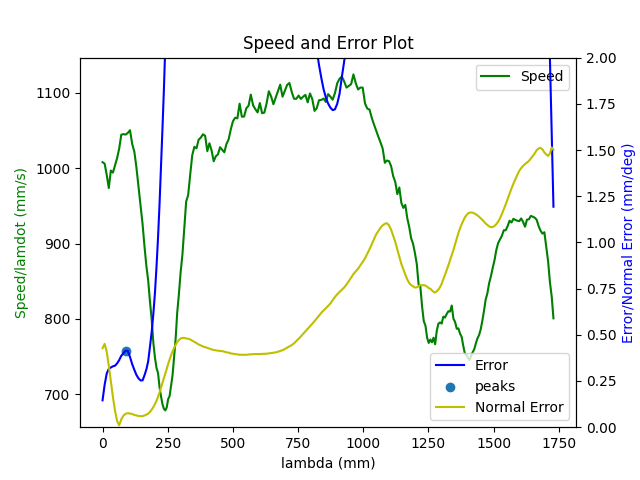 Speed and Error Plot
Speed
Speed/lamdot (mm/s)
1100
1000
900
800
700
2.00
1.75
1.50
1.25
1.00
0.75
0.50
0.25
0.00
Error/Normal Error (mm/deg)
Error
peaks
Normal Error
0 250 500 750 1000 1250 1500 1750
lambda (mm)